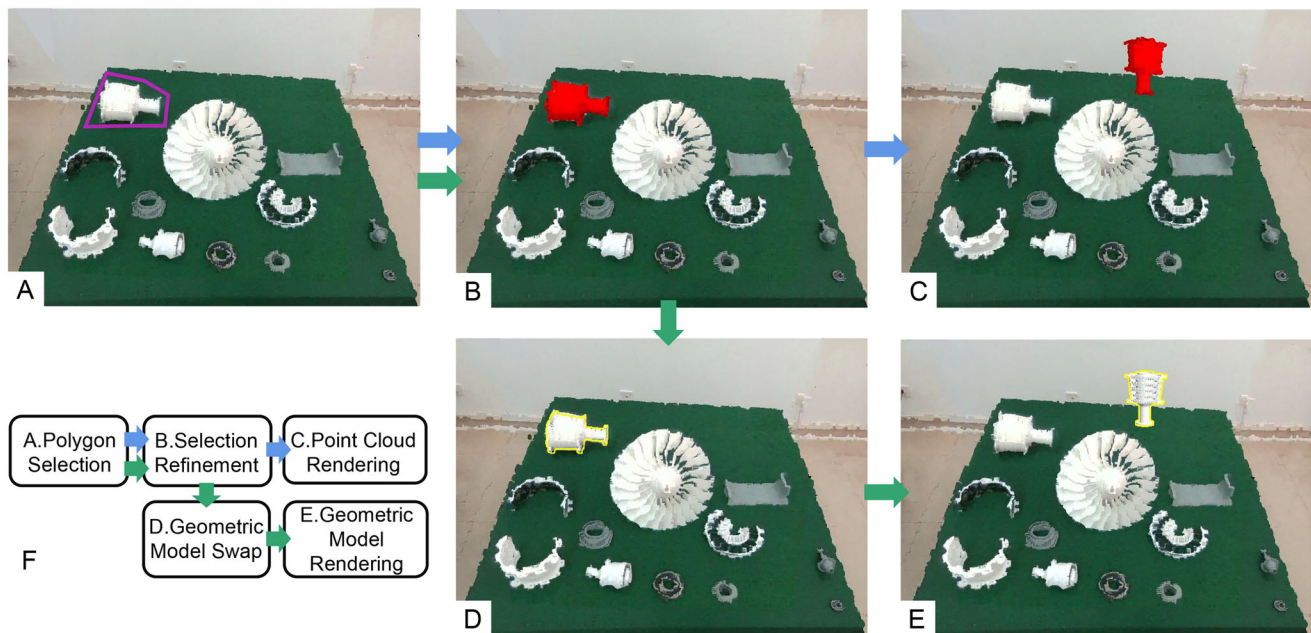 A
B
C
A.Polygon
Selection
B.Selection
Refinement
C.Point Cloud
Rendering
D.Geometric
Model Swap
E.Geometric
Model
Rendering
F
D
E